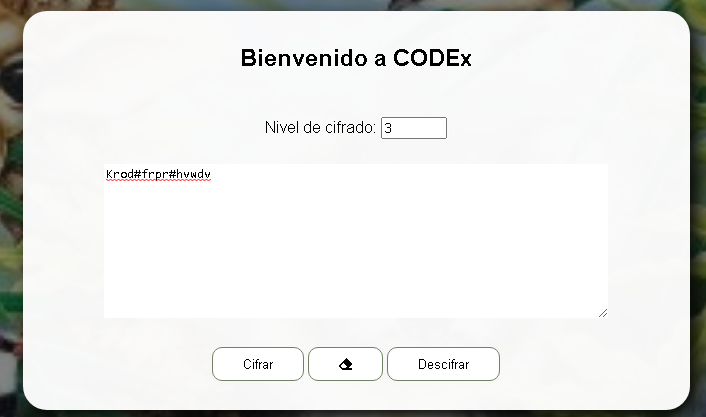 Bienvenido a CODEx
Nivel de cifrado: 3
Krod#frpr#hvwdv
Cifrar Descifrar